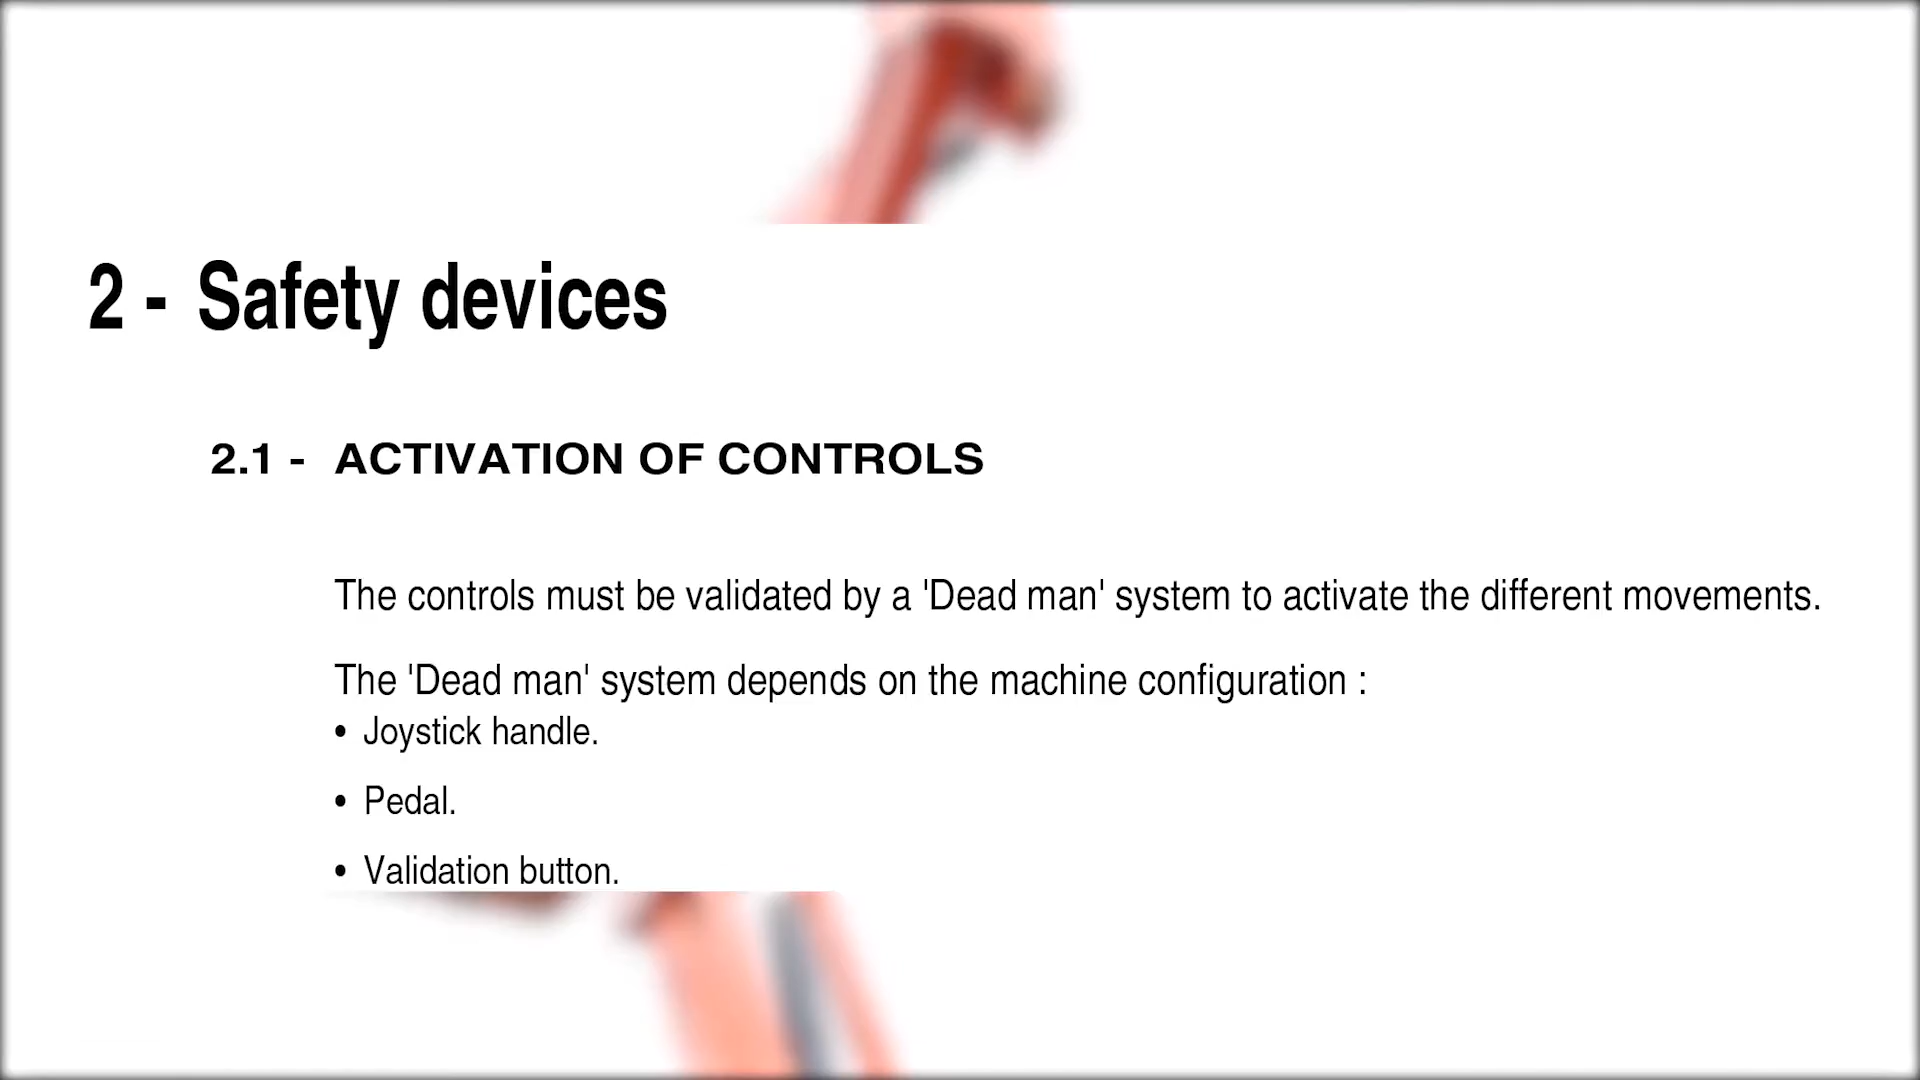 2 - Safety devices
2.1 - ACTIVATION OF CONTROLS
The controls must be validated by a 'Dead man' system to activate the different movements.
The 'Dead man' system depends on the machine configuration :
• Joystick handle.
• Pedal.
• Validation button.